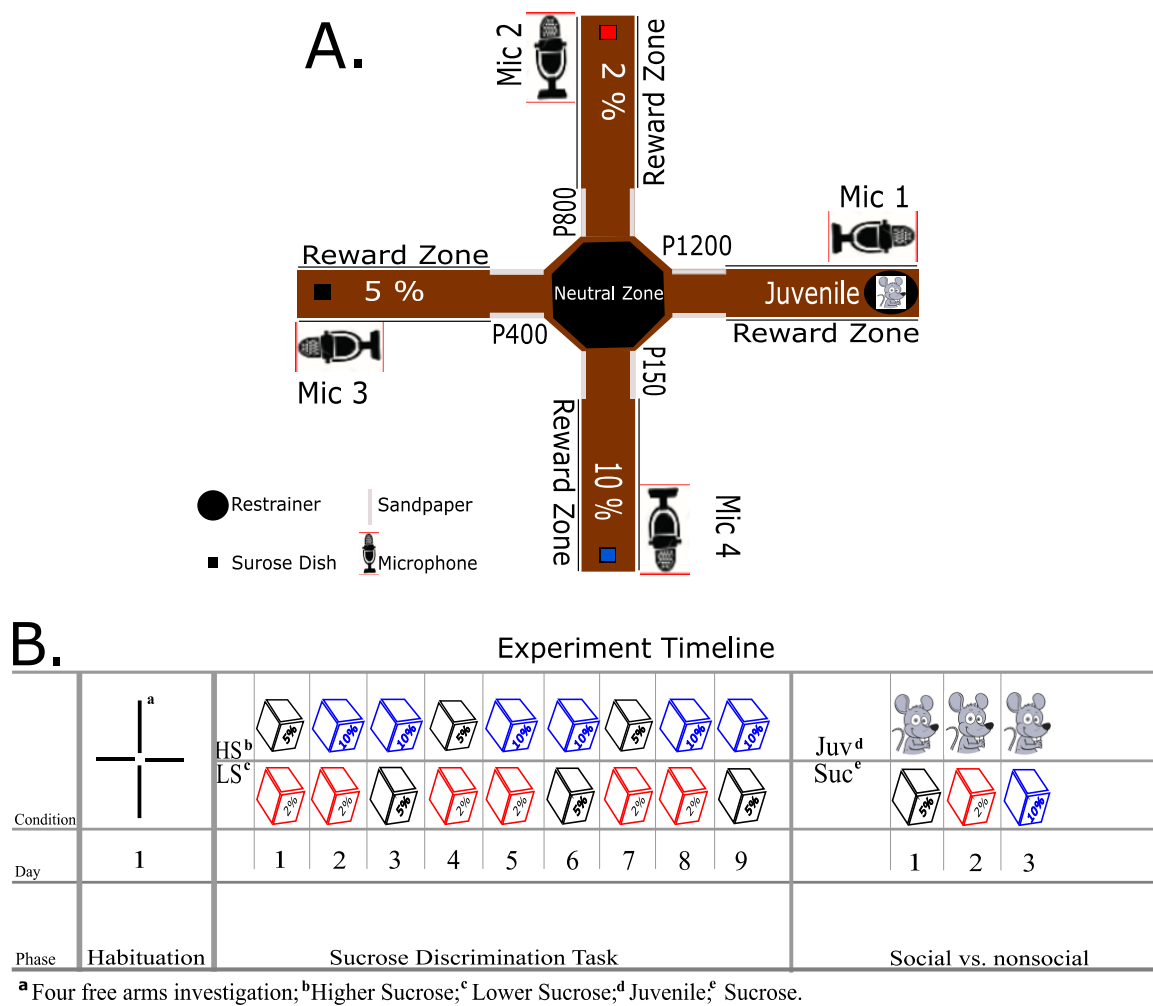 A.
Mic 2
2 %
Reward Zone
P800
P1200
Mic 1
Reward Zone
5 %
Neutral Zone
Juvenile
Reward Zone
P400
Mic 3
P150
Reward Zone
10 %
Mic 4
Restrainer
Sandpaper
Surose Dish
Microphone
B.
Experiment Timeline
a
HS b
5% 10% 10% 5% 10% 10% 5% 10% 10%
LS c
2% 2% 5% 2% 2% 5% 2% 2% 5%
Juv d
Suc e
5% 2% 10%
Condition
Day
1
1 2 3 4 5 6 7 8 9
1 2 3
Phase
Habituation
Sucrose Discrimination Task
Social vs. nonsocial
a Four free arms investigation; b Higher Sucrose; c Lower Sucrose; d Juvenile; e Sucrose.